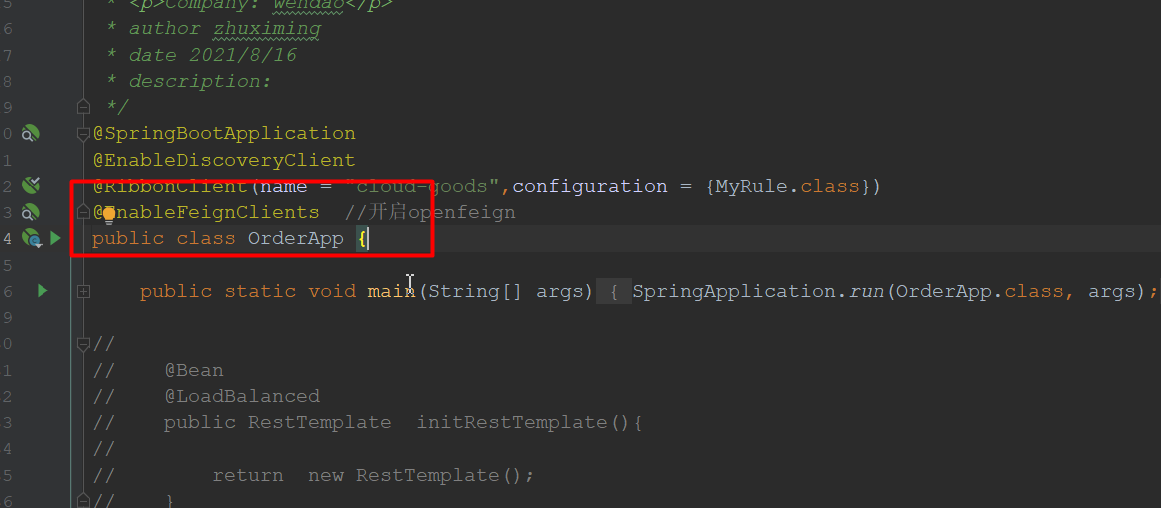 5 * <p>Company: wendao</p>
6 * author zhuximing
7 * date 2021/8/16
8 * description:
9 */
0 @SpringBootApplication
1 @EnableDiscoveryClient
2 @RibbonClient(name = "cloud-goods",configuration = {MyRule.class})
3 @EnableFeignClients //开启openfeign
4 public class OrderApp {
5
6 public static void main(String[] args) { SpringApplication.run(OrderApp.class, args);
9
0 //
1 // @Bean
2 // @LoadBalanced
3 // public RestTemplate initRestTemplate(){
4 //
5 // return new RestTemplate();
6 // }